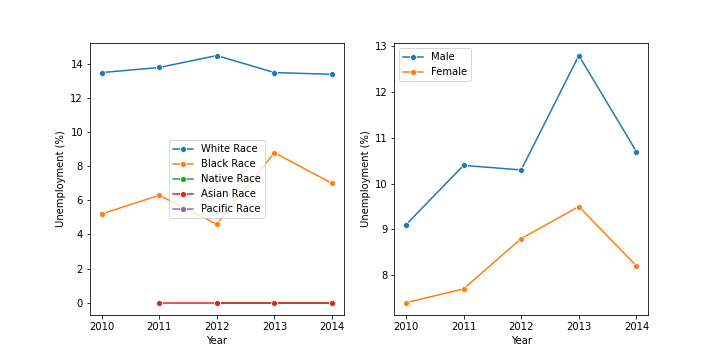 14
12
10
8
6
4
2
0
Unemployment (%)
White Race
Black Race
Native Race
Asian Race
Pacific Race
2010 2011 2012 2013 2014
Year
13
12
11
10
9
8
Unemployment (%)
Male
Female
2010 2011 2012 2013 2014
Year